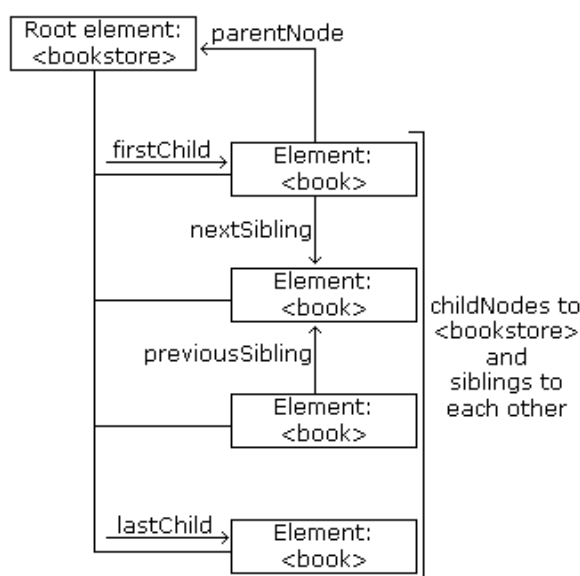 Root element:
<bookstore>
parentNode
firstChild
Element:
<book>
nextSibling
Element:
<book>
previousSibling
Element:
<book>
lastChild
Element:
<book>
childNodes to
<bookstore>
and
siblings to
each other